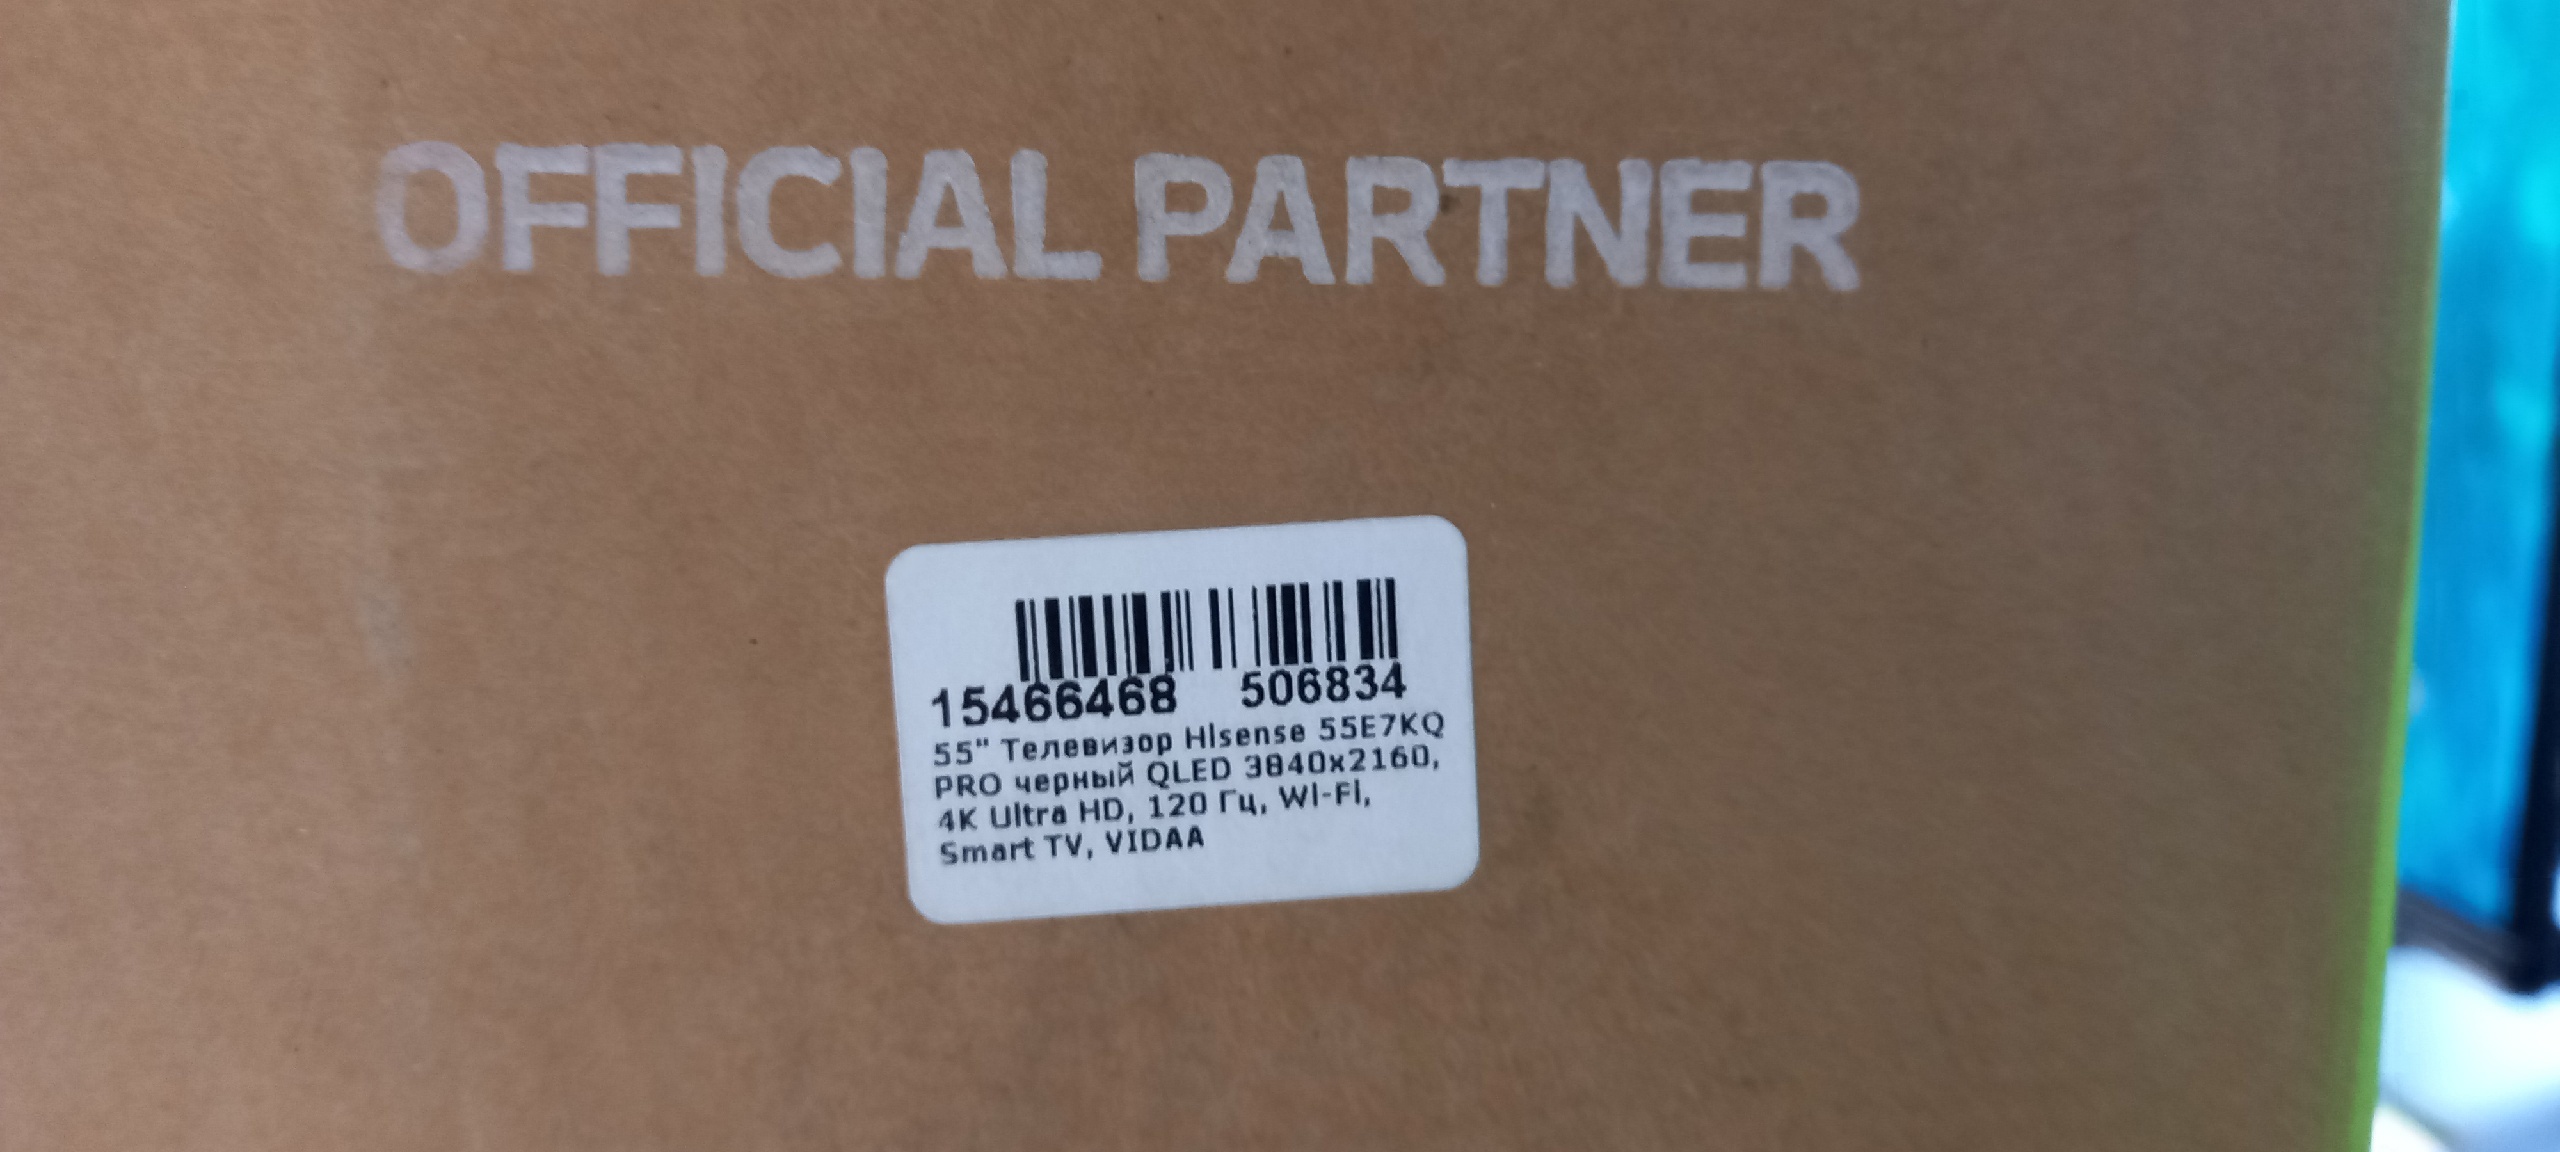 OFFICIAL PARTNER
15466468 506834
55" Телевизор Hisense 55E7KQ
PRO черный QLED 3840x2160,
4K Ultra HD, 120 Гц, Wi-Fi,
Smart TV, VIDAA